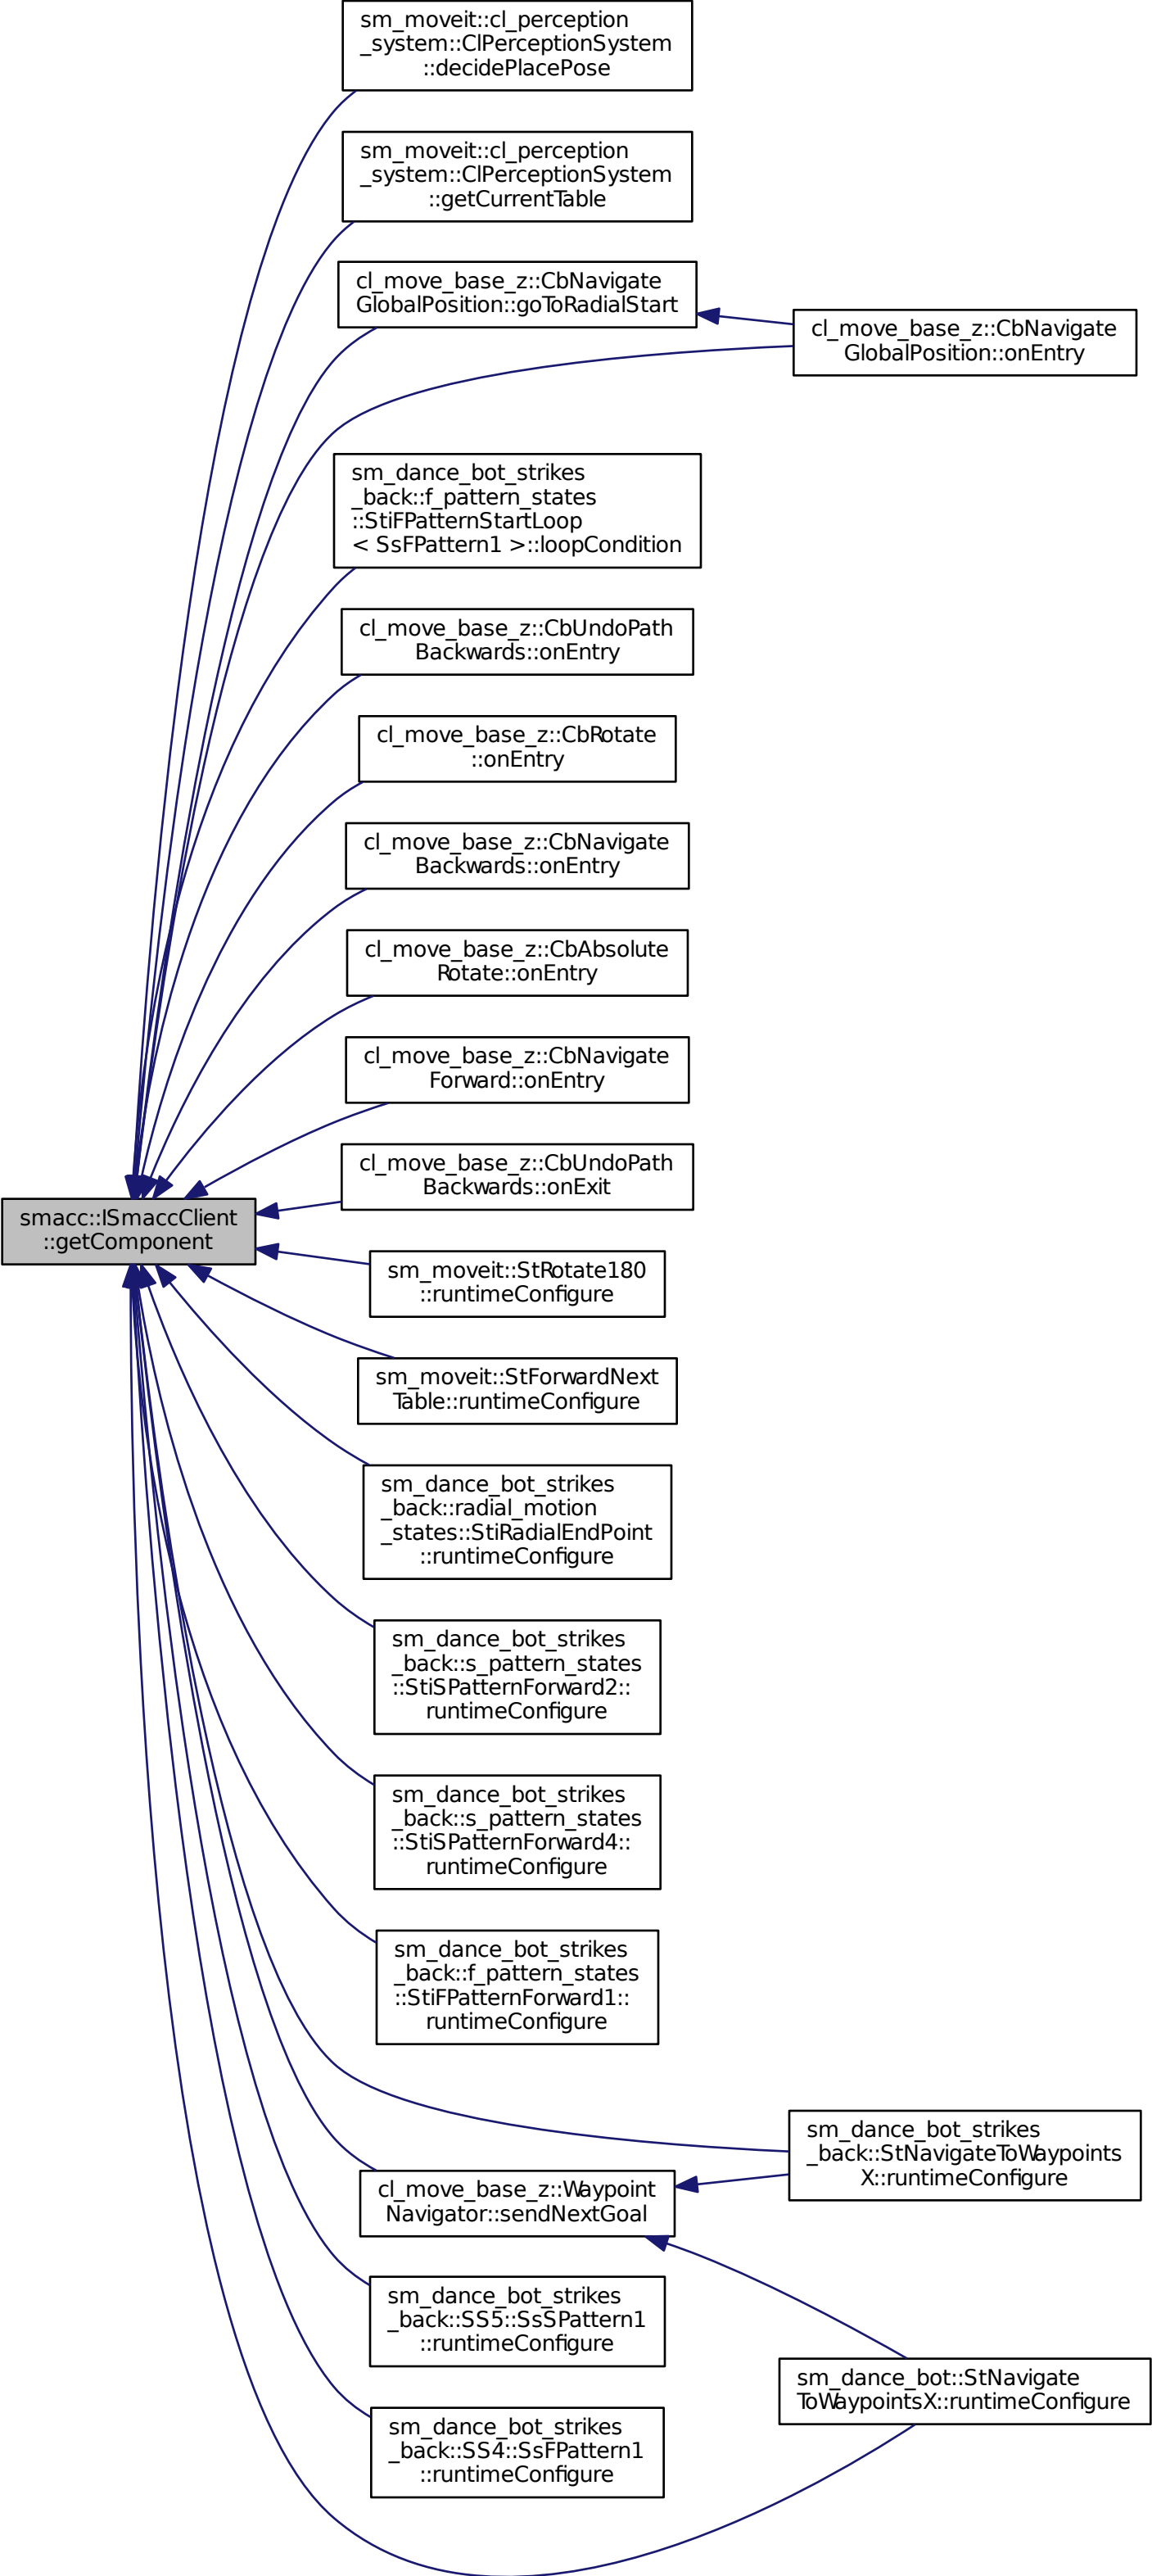 sm_moveit::cl_perception
_system::ClPerceptionSystem
::decidePlacePose
sm_moveit::cl_perception
_system::ClPerceptionSystem
::getCurrentTable
cl_move_base_z::CbNavigate
GlobalPosition::goToRadialStart
cl_move_base_z::CbNavigate
GlobalPosition::onEntry
sm_dance_bot_strikes
_back::f_pattern_states
::StiFPatternStartLoop
< SsFPattern1 >::loopCondition
cl_move_base_z::CbUndoPath
Backwards::onEntry
cl_move_base_z::CbRotate
::onEntry
cl_move_base_z::CbNavigate
Backwards::onEntry
cl_move_base_z::CbAbsolute
Rotate::onEntry
cl_move_base_z::CbNavigate
Forward::onEntry
cl_move_base_z::CbUndoPath
Backwards::onExit
smacc::ISmaccClient
::getComponent
sm_moveit::StRotate180
::runtimeConfigure
sm_moveit::StForwardNext
Table::runtimeConfigure
sm_dance_bot_strikes
_back::radial_motion
_states::StiRadialEndPoint
::runtimeConfigure
sm_dance_bot_strikes
_back::s_pattern_states
::StiSPatternForward2::
runtimeConfigure
sm_dance_bot_strikes
_back::s_pattern_states
::StiSPatternForward4::
runtimeConfigure
sm_dance_bot_strikes
_back::f_pattern_states
::StiFPatternForward1::
runtimeConfigure
sm_dance_bot_strikes
_back::StNavigateToWaypoints
X::runtimeConfigure
cl_move_base_z::Waypoint
Navigator::sendNextGoal
sm_dance_bot_strikes
_back::SS5::SsSPattern1
::runtimeConfigure
sm_dance_bot::StNavigate
ToWaypointsX::runtimeConfigure
sm_dance_bot_strikes
_back::SS4::SsFPattern1
::runtimeConfigure